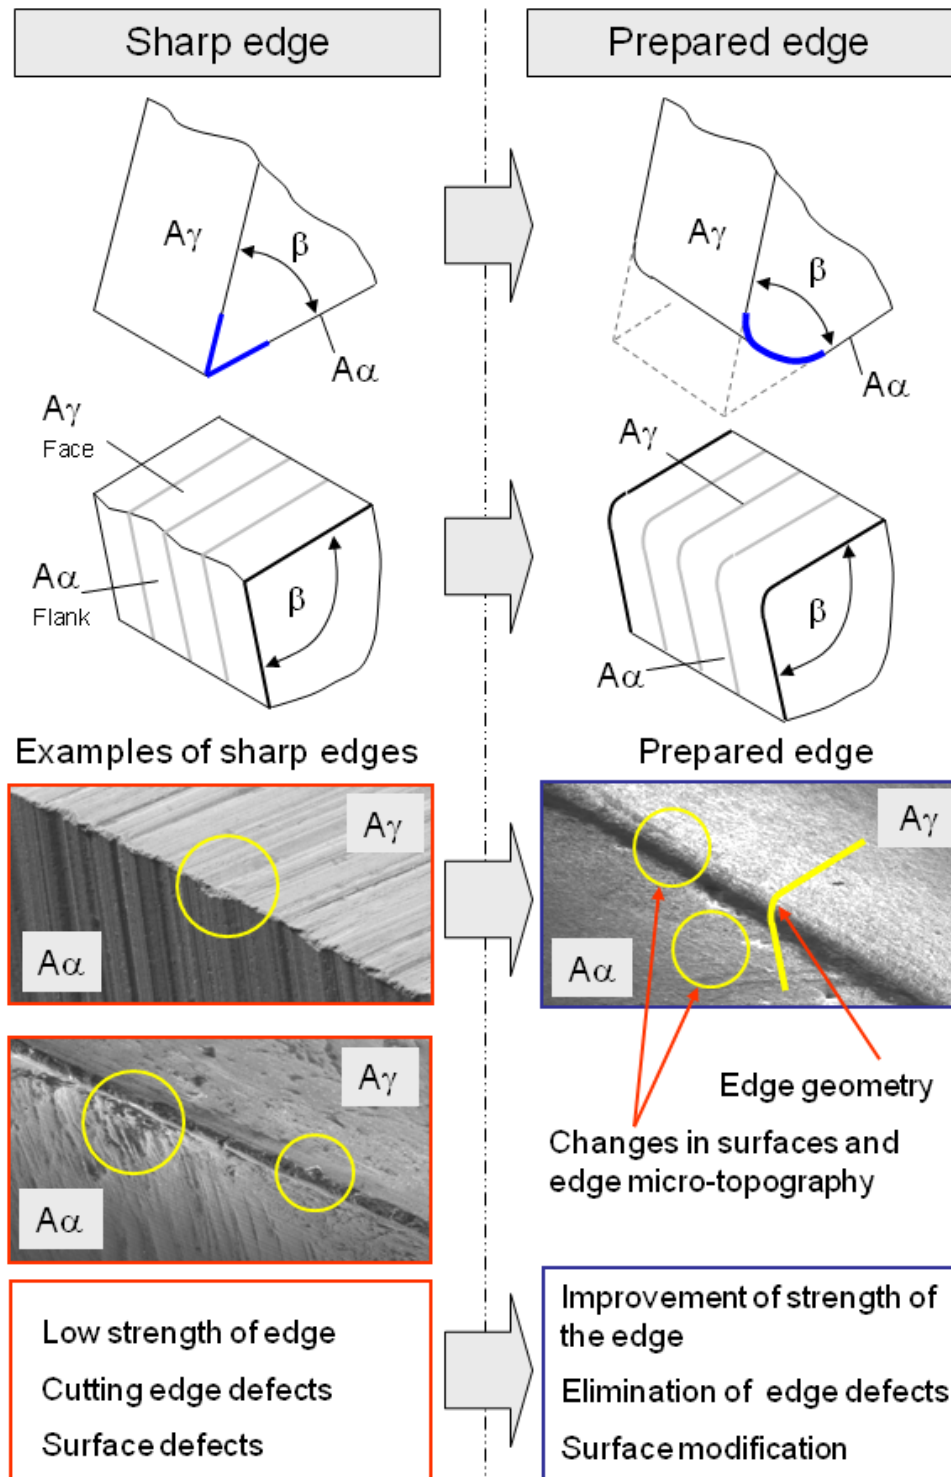 Sharp edge
Prepared edge
Aγ
β
Aα
Aγ
β
Aα
Aγ
Face
Aα
Flank
β
Aγ
β
Aα
Examples of sharp edges
Prepared edge
Aγ
Aα
Aγ
Aα
Edge geometry
Changes in surfaces and
edge micro-topography
Aγ
Aα
Low strength of edge
Cutting edge defects
Surface defects
Improvement of strength of
the edge
Elimination of edge defects
Surface modification